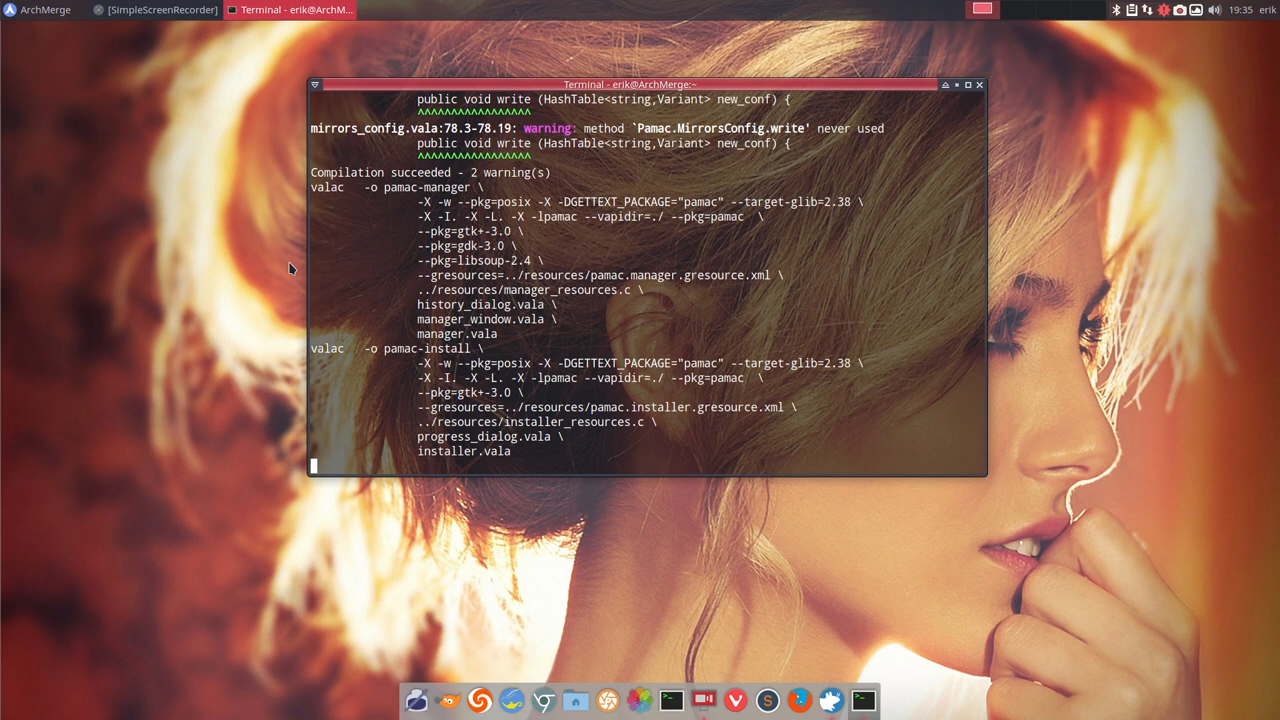 ArchMerge
[SimpleScreenRecorder]
Terminal - erik@ArchM...
19:35
erik
Terminal - erik@ArchMerge:~
public void write (HashTable<string,Variant> new_conf) {
^^^^^^^^^^^^^^^^^
mirrors_config.vala:78.3-78.19: warning: method `Pamac.MirrorsConfig.write' never used
public void write (HashTable<string,Variant> new_conf) {
^^^^^^^^^^^^^^^^^
Compilation succeeded - 2 warning(s)
valac   -o pamac-manager \
-X -w --pkg=posix -X -DGETTEXT_PACKAGE="pamac" --target-glib=2.38 \
-X -I. -X -L. -X -lpamac --vapidir=./ --pkg=pamac  \
--pkg=gtk+-3.0 \
--pkg=gdk-3.0 \
--pkg=libsoup-2.4 \
--gresources=../resources/pamac.manager.gresource.xml \
../resources/manager_resources.c \
history_dialog.vala \
manager_window.vala \
manager.vala
valac   -o pamac-install \
-X -w --pkg=posix -X -DGETTEXT_PACKAGE="pamac" --target-glib=2.38 \
-X -I. -X -L. -X -lpamac --vapidir=./ --pkg=pamac  \
--pkg=gtk+-3.0 \
--gresources=../resources/pamac.installer.gresource.xml \
../resources/installer_resources.c \
progress_dialog.vala \
installer.vala